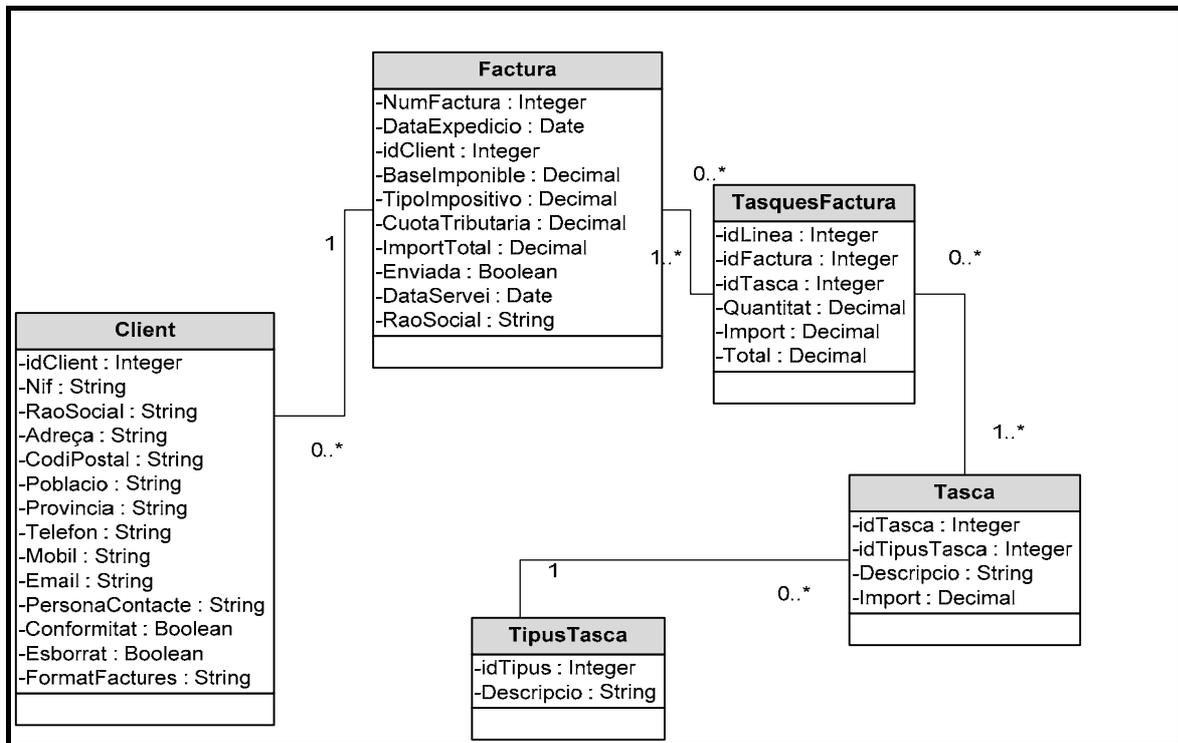 Factura
-NumFactura : Integer
-DataExpedicio : Date
-idClient : Integer
-BaseImponible : Decimal
-TipoImpositivo : Decimal
-CuotaTributaria : Decimal
-ImportTotal : Decimal
-Enviada : Boolean
-DataServei : Date
-RaoSocial : String
0..*
1..*
TasquesFactura
-idLinea : Integer
-idFactura : Integer
-idTasca : Integer
-Quantitat : Decimal
-Import : Decimal
-Total : Decimal
0..*
1..*
1
0..*
Client
-idClient : Integer
-Nif : String
-RaoSocial : String
-Adreça : String
-CodiPostal : String
-Poblacio : String
-Provincia : String
-Telefon : String
-Mobil : String
-Email : String
-PersonaContacte : String
-Conformitat : Boolean
-Esborrat : Boolean
-FormatFactures : String
Tasca
-idTasca : Integer
-idTipusTasca : Integer
-Descripcio : String
-Import : Decimal
1
0..*
TipusTasca
-idTipus : Integer
-Descripcio : String